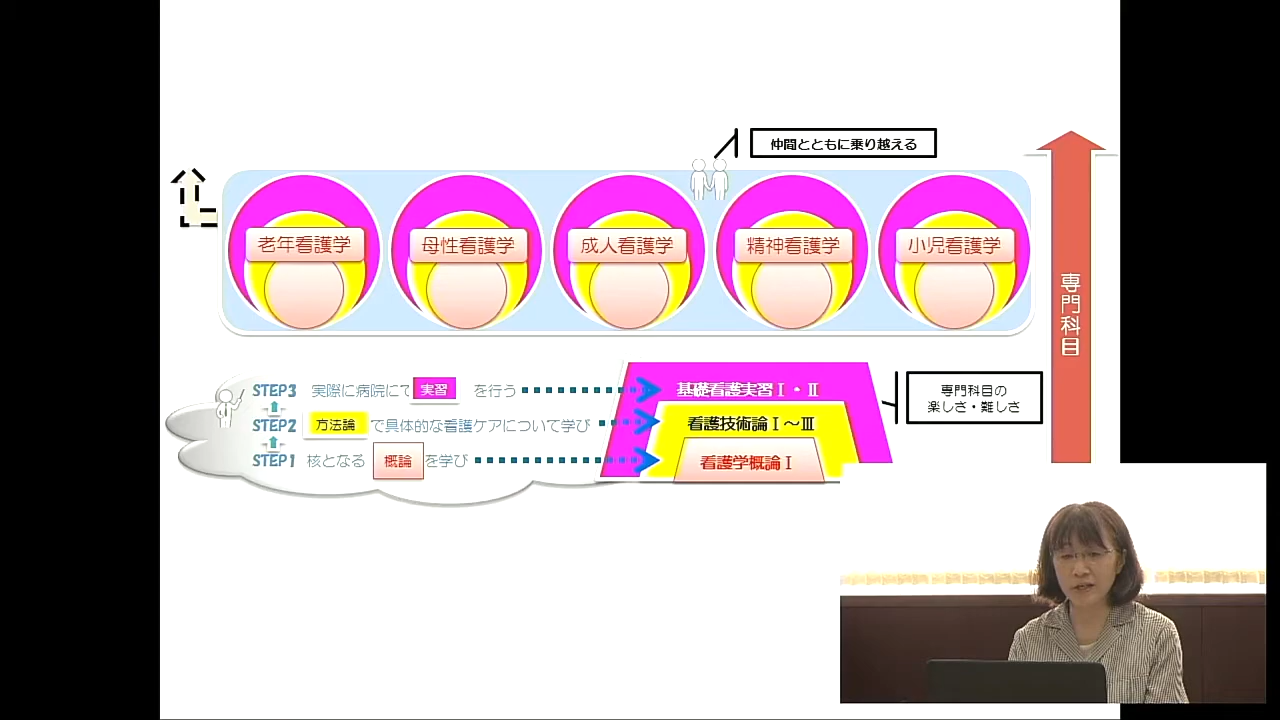 仲間とともに乗り越える
老年看護学
母性看護学
成人看護学
精神看護学
小児看護学
専門科目
STEP3 実際に病院にて 実習 を行う
基礎看護実習Ⅰ・Ⅱ
専門科目の
楽しさ・難しさ
STEP2 方法論 で具体的な看護ケアについて学び
看護技術論Ⅰ～Ⅲ
STEP1 核となる 概論 を学び
看護学概論Ⅰ